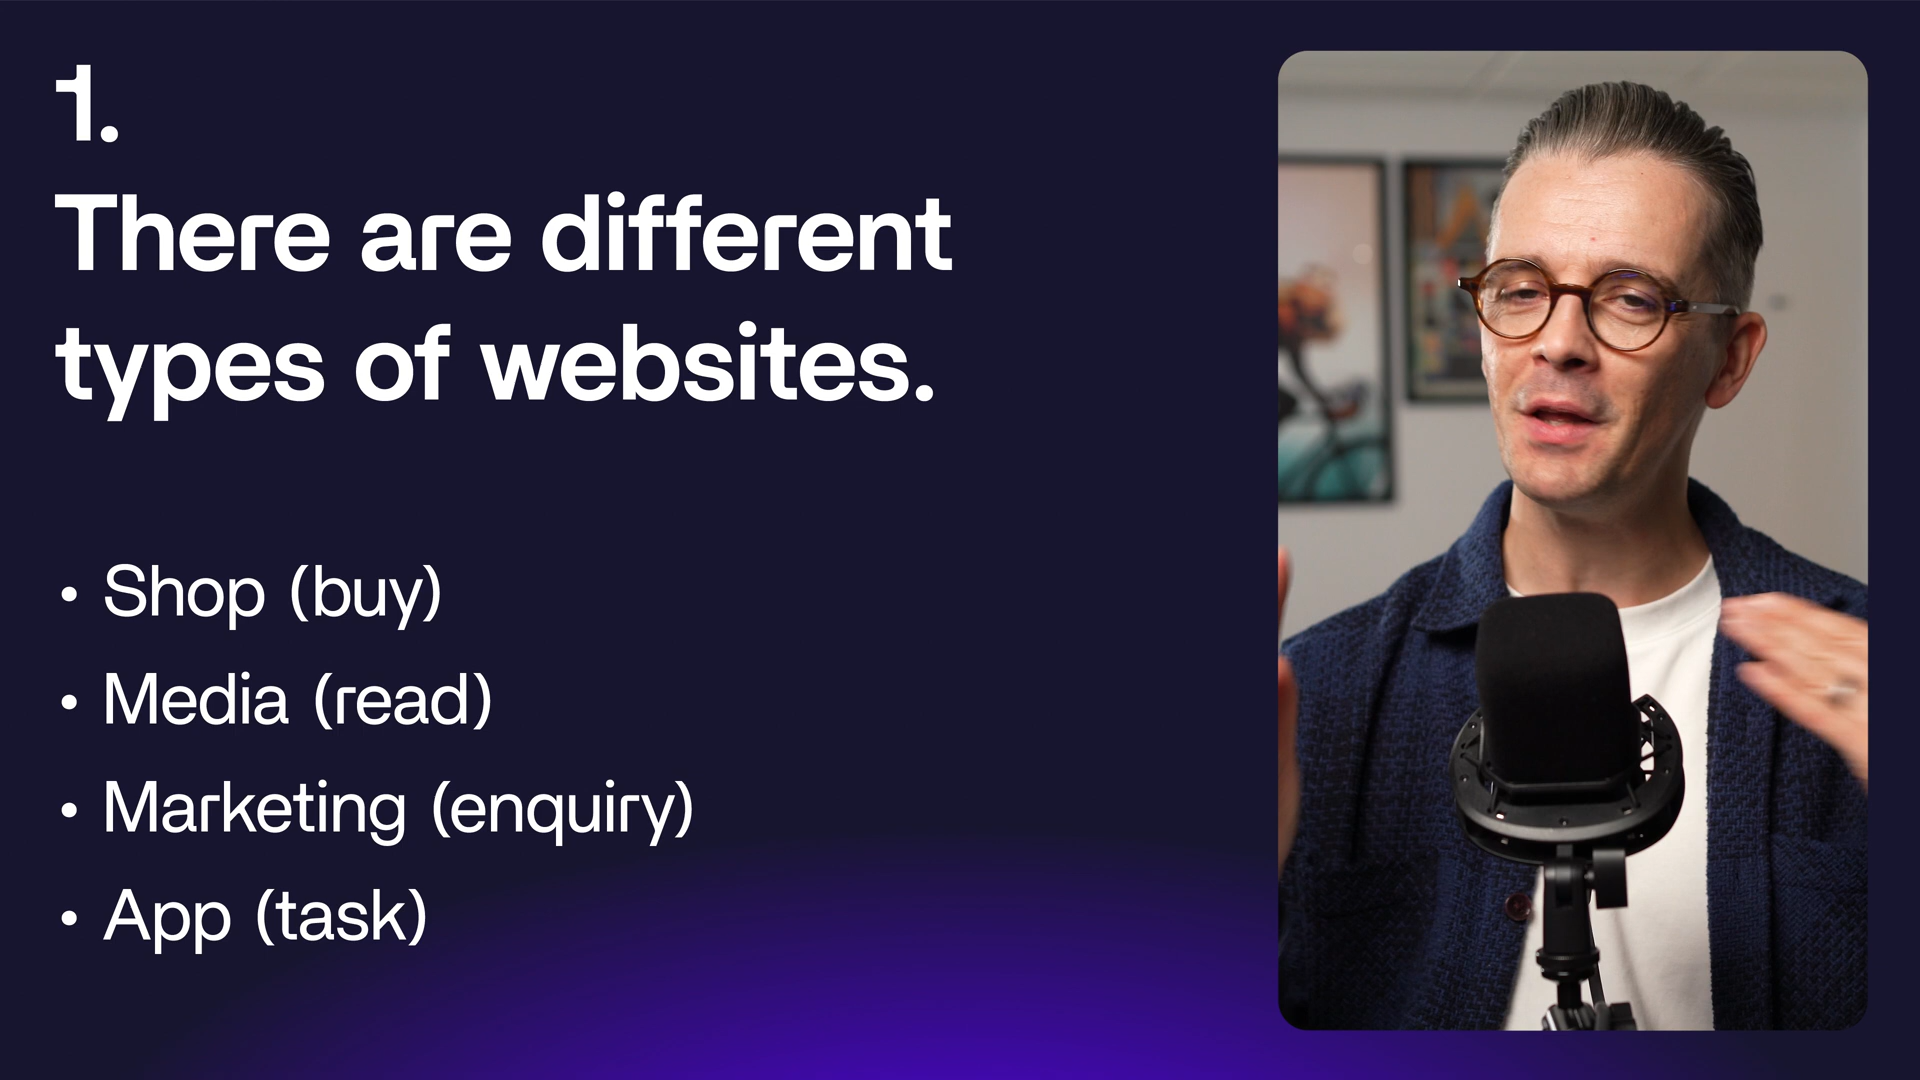 1.
There are different
types of websites.
• Shop (buy)
• Media (read)
• Marketing (enquiry)
• App (task)